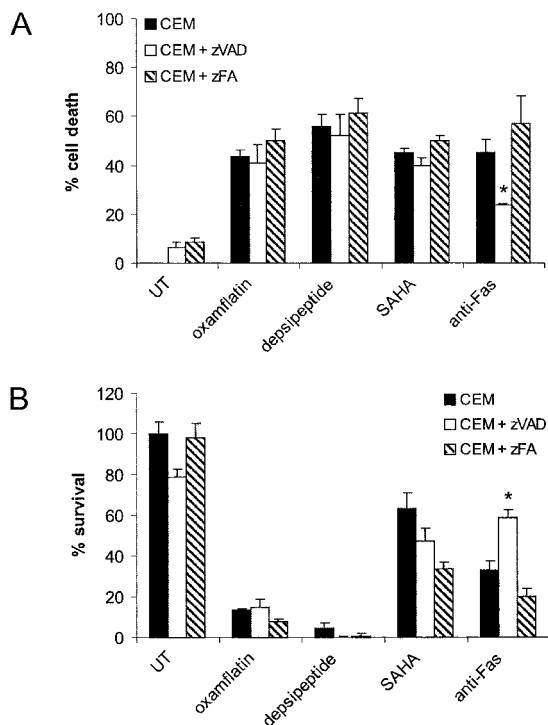 A
CEM
CEM + zVAD
CEM + zFA
% cell death
80
60
40
20
0
*
UT
oxamflatin
depsipeptide
SAHA
anti-Fas
B
CEM
CEM + zVAD
CEM + zFA
% survival
120
100
80
60
40
20
0
*
UT
oxamflatin
depsipeptide
SAHA
anti-Fas